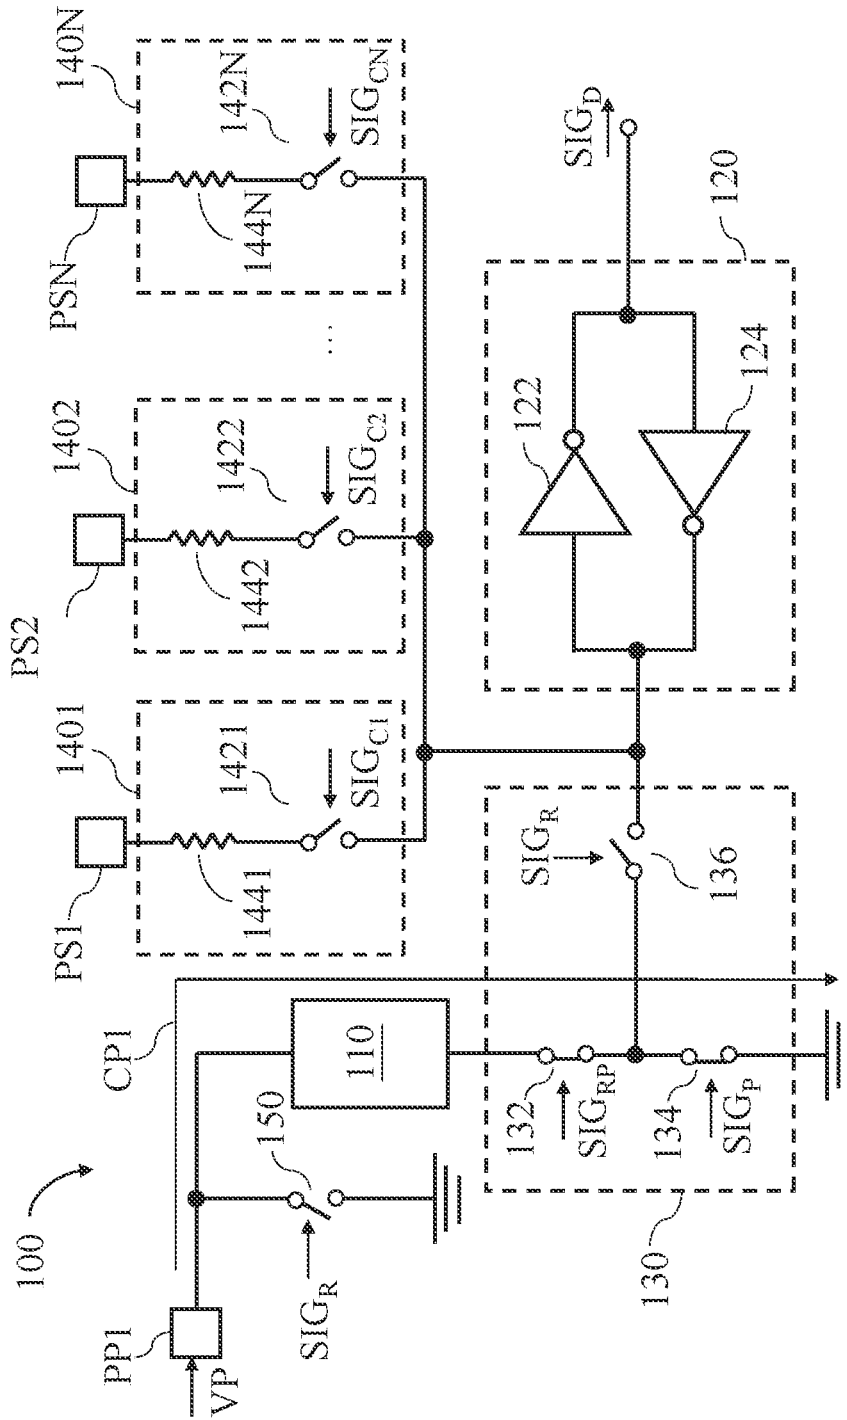 100
PP1
VP
CP1
150
SIG_R
110
PS1
1401
1441
1421
SIG_C1
PS2
1402
1442
1422
SIG_C2
...
PSN
140N
144N
142N
SIG_CN
130
132
SIG_RP
134
SIG_P
SIG_R
136
120
122
124
SIG_D